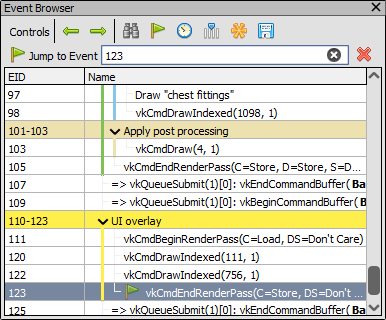 Event Browser
Controls
Jump to Event 123
EID Name
97 Draw "chest fittings"
98 vkCmdDrawIndexed(1098, 1)
101-103 Apply post processing
103 vkCmdDraw(4, 1)
105 vkCmdEndRenderPass(C=Store, D=Store, S=D...
107 => vkQueueSubmit(1)[0]: vkEndCommandBuffer( Ba
109 => vkQueueSubmit(1)[0]: vkBeginCommandBuffer( Ba
110-123 UI overlay
111 vkCmdBeginRenderPass(C=Load, DS=Don't Care)
120 vkCmdDrawIndexed(111, 1)
122 vkCmdDrawIndexed(756, 1)
123 vkCmdEndRenderPass(C=Store, DS=Don't ...
125 => vkQueueSubmit(1)[0]: vkEndCommandBuffer( Bak